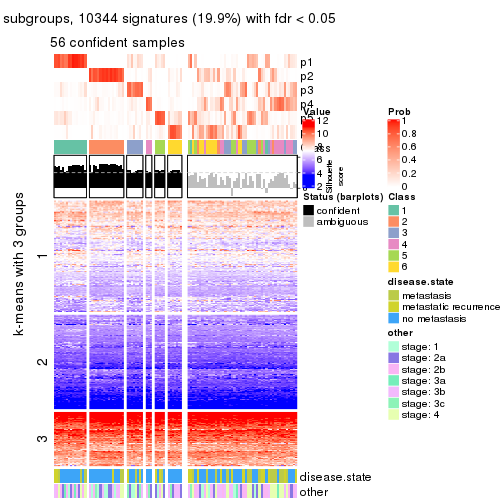 subgroups, 10344 signatures (19.9%) with fdr < 0.05
56 confident samples
p1
p2
p3
p4
p6
Value
12
10
8
6
4
2
Silhouette
score
Prob
1
0.8
0.6
0.4
0.2
0
Status (barplots)
confident
ambiguous
Class
1
2
3
4
5
6
disease.state
metastasis
metastatic recurrence
no metastasis
other
stage: 1
stage: 2a
stage: 2b
stage: 3a
stage: 3b
stage: 3c
stage: 4
k-means with 3 groups
1
2
3
disease.state
other